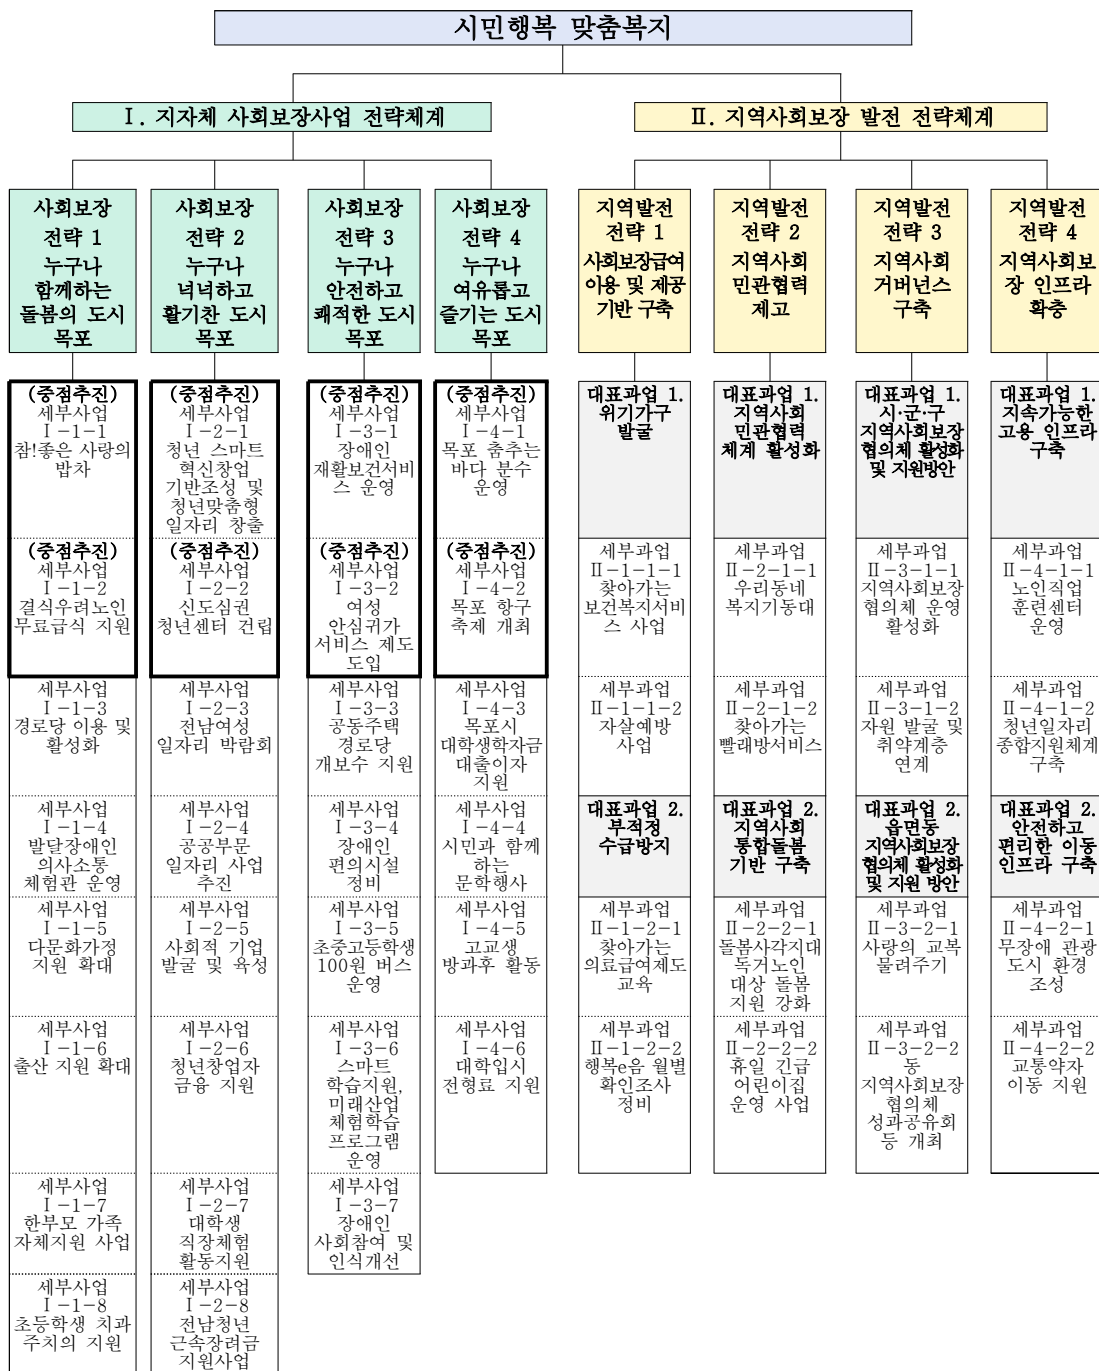 시민행복 맞춤복지
Ⅰ. 지자체 사회보장사업 전략체계
Ⅱ. 지역사회보장 발전 전략체계
사회보장
전략 1
누구나
함께하는
돌봄의 도시
목포
사회보장
전략 2
누구나
넉넉하고
활기찬 도시
목포
사회보장
전략 3
누구나
안전하고
쾌적한 도시
목포
사회보장
전략 4
누구나
여유롭고
즐기는 도시
목포
지역발전
전략 1
사회보장급여
이용 및 제공
기반 구축
지역발전
전략 2
지역사회
민관협력
제고
지역발전
전략 3
지역사회
거버넌스
구축
지역발전
전략 4
지역사회보
장 인프라
확충
(중점추진)
세부사업
Ⅰ-1-1
참!좋은 사랑의
밥차
(중점추진)
세부사업
Ⅰ-1-2
결식우려노인
무료급식 지원
세부사업
Ⅰ-1-3
경로당 이용 및
활성화
세부사업
Ⅰ-1-4
발달장애인
의사소통
체험관 운영
세부사업
Ⅰ-1-5
다문화가정
지원 확대
세부사업
Ⅰ-1-6
출산 지원 확대
세부사업
Ⅰ-1-7
한부모 가족
자체지원 사업
세부사업
Ⅰ-1-8
초등학생 치과
주치의 지원
(중점추진)
세부사업
Ⅰ-2-1
청년 스마트
혁신창업
기반조성 및
청년맞춤형
일자리 창출
(중점추진)
세부사업
Ⅰ-2-2
신도심권
청년센터 건립
세부사업
Ⅰ-2-3
전남여성
일자리 박람회
세부사업
Ⅰ-2-4
공공부문
일자리 사업
추진
세부사업
Ⅰ-2-5
사회적 기업
발굴 및 육성
세부사업
Ⅰ-2-6
청년창업자
금융 지원
세부사업
Ⅰ-2-7
대학생
직장체험
활동지원
세부사업
Ⅰ-2-8
전남청년
근속장려금
지원사업
(중점추진)
세부사업
Ⅰ-3-1
장애인
재활보건서비
스 운영
(중점추진)
세부사업
Ⅰ-3-2
여성
안심귀가
서비스 제도
도입
세부사업
Ⅰ-3-3
공동주택
경로당
개보수 지원
세부사업
Ⅰ-3-4
장애인
편의시설
정비
세부사업
Ⅰ-3-5
초중고등학생
100원 버스
운영
세부사업
Ⅰ-3-6
스마트
학습지원,
미래산업
체험학습
프로그램
운영
세부사업
Ⅰ-3-7
장애인
사회참여 및
인식개선
(중점추진)
세부사업
Ⅰ-4-1
목포 춤추는
바다 분수
운영
(중점추진)
세부사업
Ⅰ-4-2
목포 항구
축제 개최
세부사업
Ⅰ-4-3
목포시
대학생학자금
대출이자
지원
세부사업
Ⅰ-4-4
시민과 함께
하는
문학행사
세부사업
Ⅰ-4-5
고교생
방과후 활동
세부사업
Ⅰ-4-6
대학입시
전형료 지원
대표과업 1.
위기가구
발굴
세부과업
Ⅱ-1-1-1
찾아가는
보건복지서비
스 사업
세부과업
Ⅱ-1-1-2
자살예방
사업
대표과업 2.
부적정
수급방지
세부과업
Ⅱ-1-2-1
찾아가는
의료급여제도
교육
세부과업
Ⅱ-1-2-2
행복e음 월별
확인조사
정비
대표과업 1.
지역사회
민관협력
체계 활성화
세부과업
Ⅱ-2-1-1
우리동네
복지기동대
세부과업
Ⅱ-2-1-2
찾아가는
빨래방서비스
대표과업 2.
지역사회
통합돌봄
기반 구축
세부과업
Ⅱ-2-2-1
돌봄사각지대
독거노인
대상 돌봄
지원 강화
세부과업
Ⅱ-2-2-2
휴일 긴급
어린이집
운영 사업
대표과업 1.
시·군·구
지역사회보장
협의체 활성화
및 지원방안
세부과업
Ⅱ-3-1-1
지역사회보장
협의체 운영
활성화
세부과업
Ⅱ-3-1-2
자원 발굴 및
취약계층
연계
대표과업 2.
읍면동
지역사회보장
협의체 활성화
및 지원 방안
세부과업
Ⅱ-3-2-1
사랑의 교복
물려주기
세부과업
Ⅱ-3-2-2
동
지역사회보장
협의체
성과공유회
등 개최
대표과업 1.
지속가능한
고용 인프라
구축
세부과업
Ⅱ-4-1-1
노인직업
훈련센터
운영
세부과업
Ⅱ-4-1-2
청년일자리
종합지원체계
구축
대표과업 2.
안전하고
편리한 이동
인프라 구축
세부과업
Ⅱ-4-2-1
무장애 관광
도시 환경
조성
세부과업
Ⅱ-4-2-2
교통약자
이동 지원